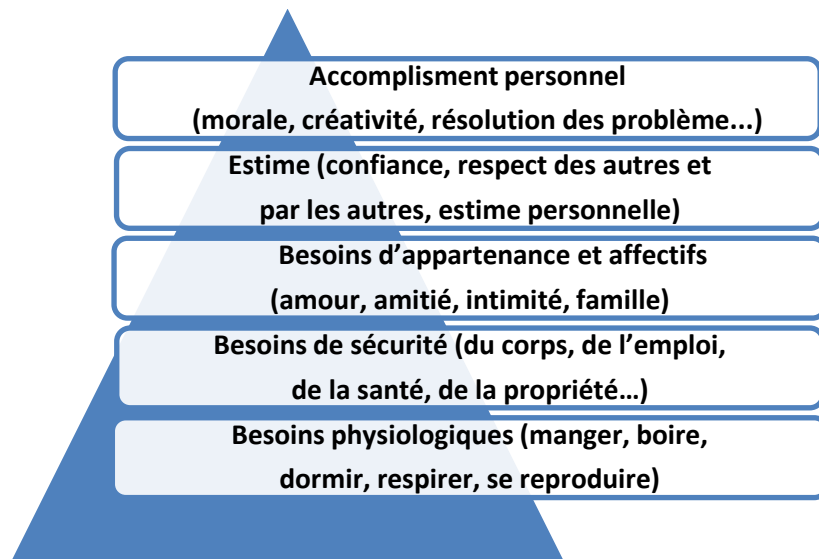 Accomplisment personnel
(morale, créativité, résolution des problème...)
Estime (confiance, respect des autres et
par les autres, estime personnelle)
Besoins d’appartenance et affectifs
(amour, amitié, intimité, famille)
Besoins de sécurité (du corps, de l’emploi,
de la santé, de la propriété…)
Besoins physiologiques (manger, boire,
dormir, respirer, se reproduire)